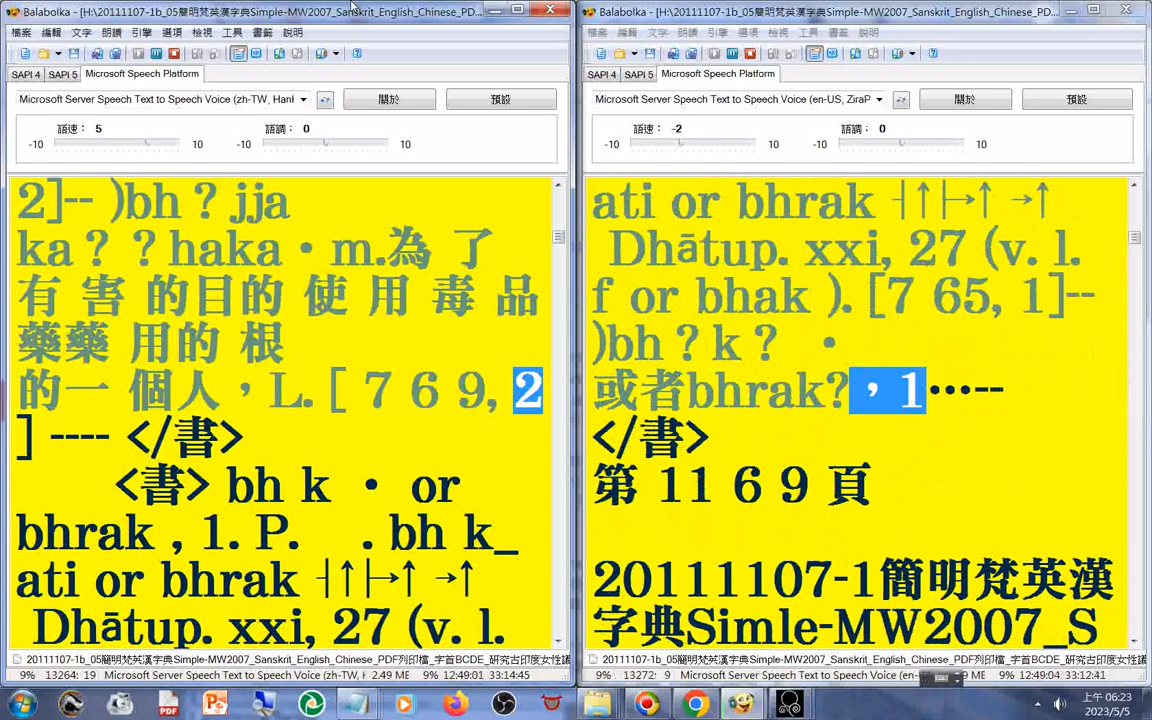 Balabolka - [H:\20111107-1b_05簡明梵英漢字典Simple-MW2007_Sanskrit_English_Chinese_PD...
檔案 編輯 文字 朗讀 引擎 選項 檢視 工具 書籤 說明
SAPI 4 SAPI 5 Microsoft Speech Platform
Microsoft Server Speech Text to Speech Voice (zh-TW, Hanl
關於 預設
語速： 5 語調： 0
-10 10 -10 10
2]-- )bh ? jja
ka ? ? haka‧m.為 了
有 害 的目的 使 用 毒 品
藥藥 用的 根
的一 個人，L. [ 7 6 9, 2
] ---- </書>
<書> bh k ‧ or
bhrak , 1. P. . bh k_
ati or bhrak ┤↑├→↑ →↑
Dhātup. xxi, 27 (v. l.
20111107-1b_05簡明梵英漢字典Simple-MW2007_Sanskrit_English_Chinese_PDF列印檔_字首BCDE_研究古印度女性議
9% 13264: 19 Modified Microsoft Server Speech Text to Speech Voice (zh-TW, H 2.49 ME 9% 12:49:01 33:14:45
Balabolka - [H:\20111107-1b_05簡明梵英漢字典Simple-MW2007_Sanskrit_English_Chinese_PD...
檔案 編輯 文字 朗讀 引擎 選項 檢視 工具 書籤 說明
SAPI 4 SAPI 5 Microsoft Speech Platform
Microsoft Server Speech Text to Speech Voice (en-US, ZiraP
關於 預設
語速： -2 語調： 0
-10 10 -10 10
ati or bhrak ┤↑├→↑ →↑
Dhātup. xxi, 27 (v. l.
f or bhak ). [7 65, 1]--
)bh ? k ? ‧
或者bhrak?，1…--
</書>
第 11 6 9 頁
20111107-1簡明梵英漢
字典Simle-MW2007_S
20111107-1b_05簡明梵英漢字典Simple-MW2007_Sanskrit_English_Chinese_PDF列印檔_字首BCDE_研究古印度女性議
9% 13272: 9 Modified Microsoft Server Speech Text to Speech Voice (en-US, 9 ME 9% 12:49:04 33:12:41
上午 06:23
2023/5/5